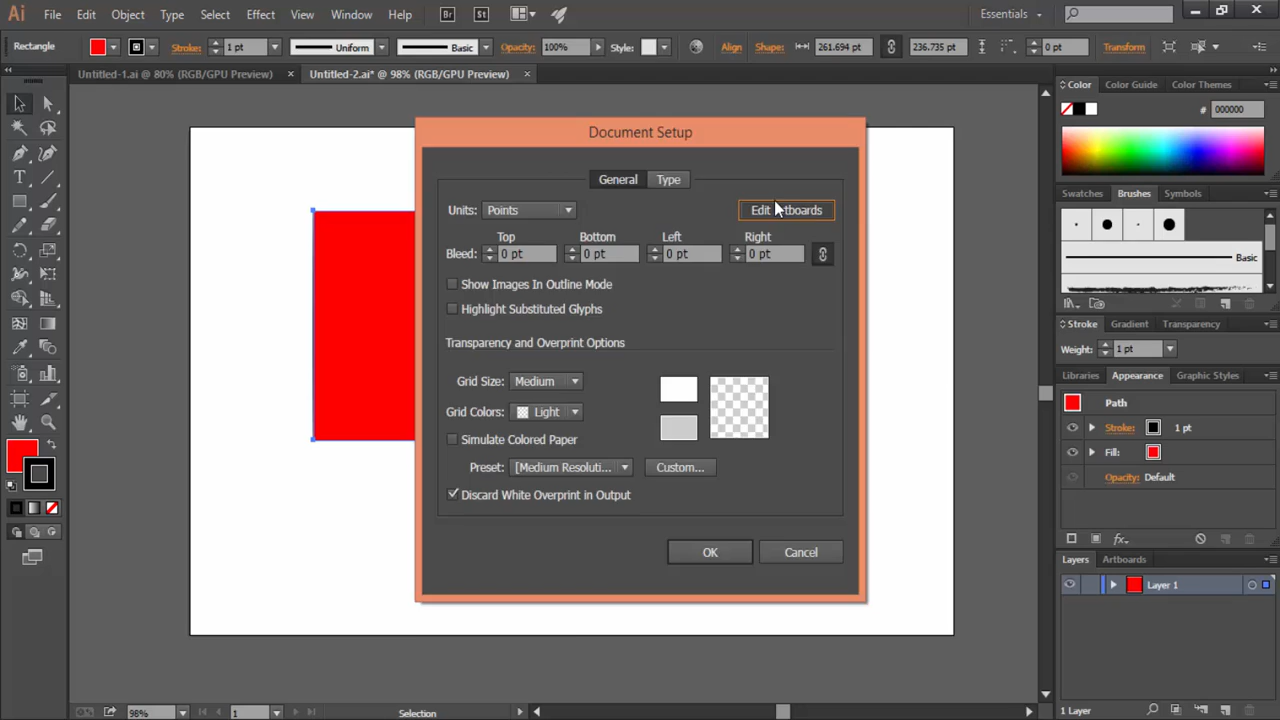 Ai File Edit Object Type Select Effect View Window Help Br St Essentials
Rectangle Stroke: 1 pt Uniform Basic Opacity: 100% Style: Align Shape: 261.694 pt 236.735 pt 0 pt Transform
Untitled-1.ai @ 80% (RGB/GPU Preview) × Untitled-2.ai* @ 98% (RGB/GPU Preview) ×
Document Setup
General Type
Units: Points Edit Artboards
Top Bottom Left Right
Bleed: 0 pt 0 pt 0 pt 0 pt
Show Images In Outline Mode
Highlight Substituted Glyphs
Transparency and Overprint Options
Grid Size: Medium
Grid Colors: Light
Simulate Colored Paper
Preset: [Medium Resoluti... Custom...
Discard White Overprint in Output
OK Cancel
Color Color Guide Color Themes
# 000000
Swatches Brushes Symbols
Basic
Stroke Gradient Transparency
Weight: 1 pt
Libraries Appearance Graphic Styles
Path
Stroke: 1 pt
Fill:
Opacity: Default
fx
Layers Artboards
Layer 1
1 Layer
98% 1 Selection